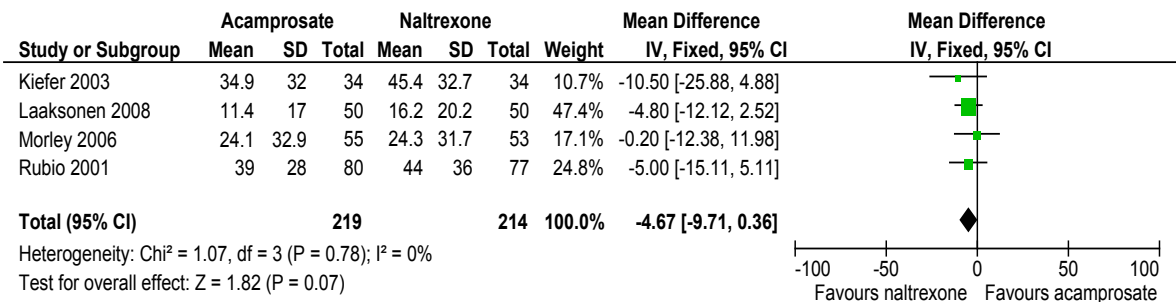 Acamprosate Naltrexone Mean Difference Mean Difference
Study or Subgroup Mean SD Total Mean SD Total Weight IV, Fixed, 95% CI IV, Fixed, 95% CI
Kiefer 2003 34.9 32 34 45.4 32.7 34 10.7% -10.50 [-25.88, 4.88]
Laaksonen 2008 11.4 17 50 16.2 20.2 50 47.4% -4.80 [-12.12, 2.52]
Morley 2006 24.1 32.9 55 24.3 31.7 53 17.1% -0.20 [-12.38, 11.98]
Rubio 2001 39 28 80 44 36 77 24.8% -5.00 [-15.11, 5.11]
Total (95% CI) 219 214 100.0% -4.67 [-9.71, 0.36]
Heterogeneity: Chi² = 1.07, df = 3 (P = 0.78); I² = 0%
Test for overall effect: Z = 1.82 (P = 0.07)
-100 -50 0 50 100
Favours naltrexone Favours acamprosate